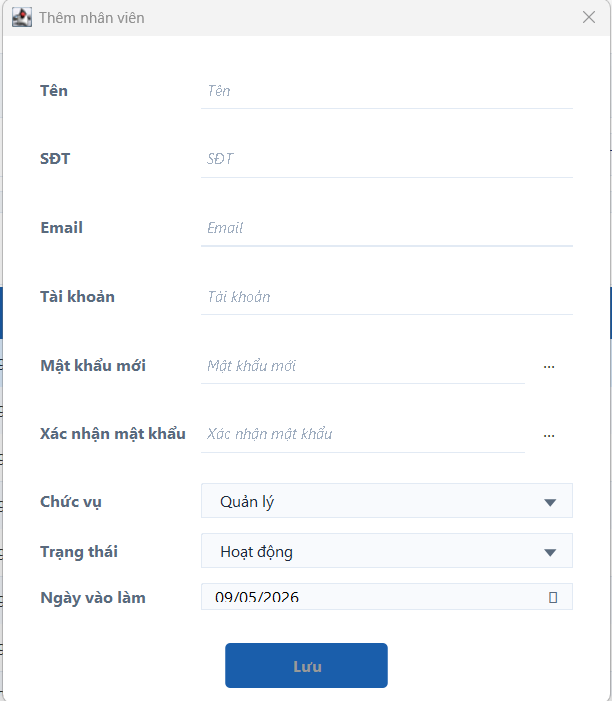 Thêm nhân viên
Tên Tên
SĐT SĐT
Email Email
Tài khoản Tài khoản
Mật khẩu mới Mật khẩu mới ...
Xác nhận mật khẩu Xác nhận mật khẩu ...
Chức vụ Quản lý
Trạng thái Hoạt động
Ngày vào làm 09/05/2026
Lưu